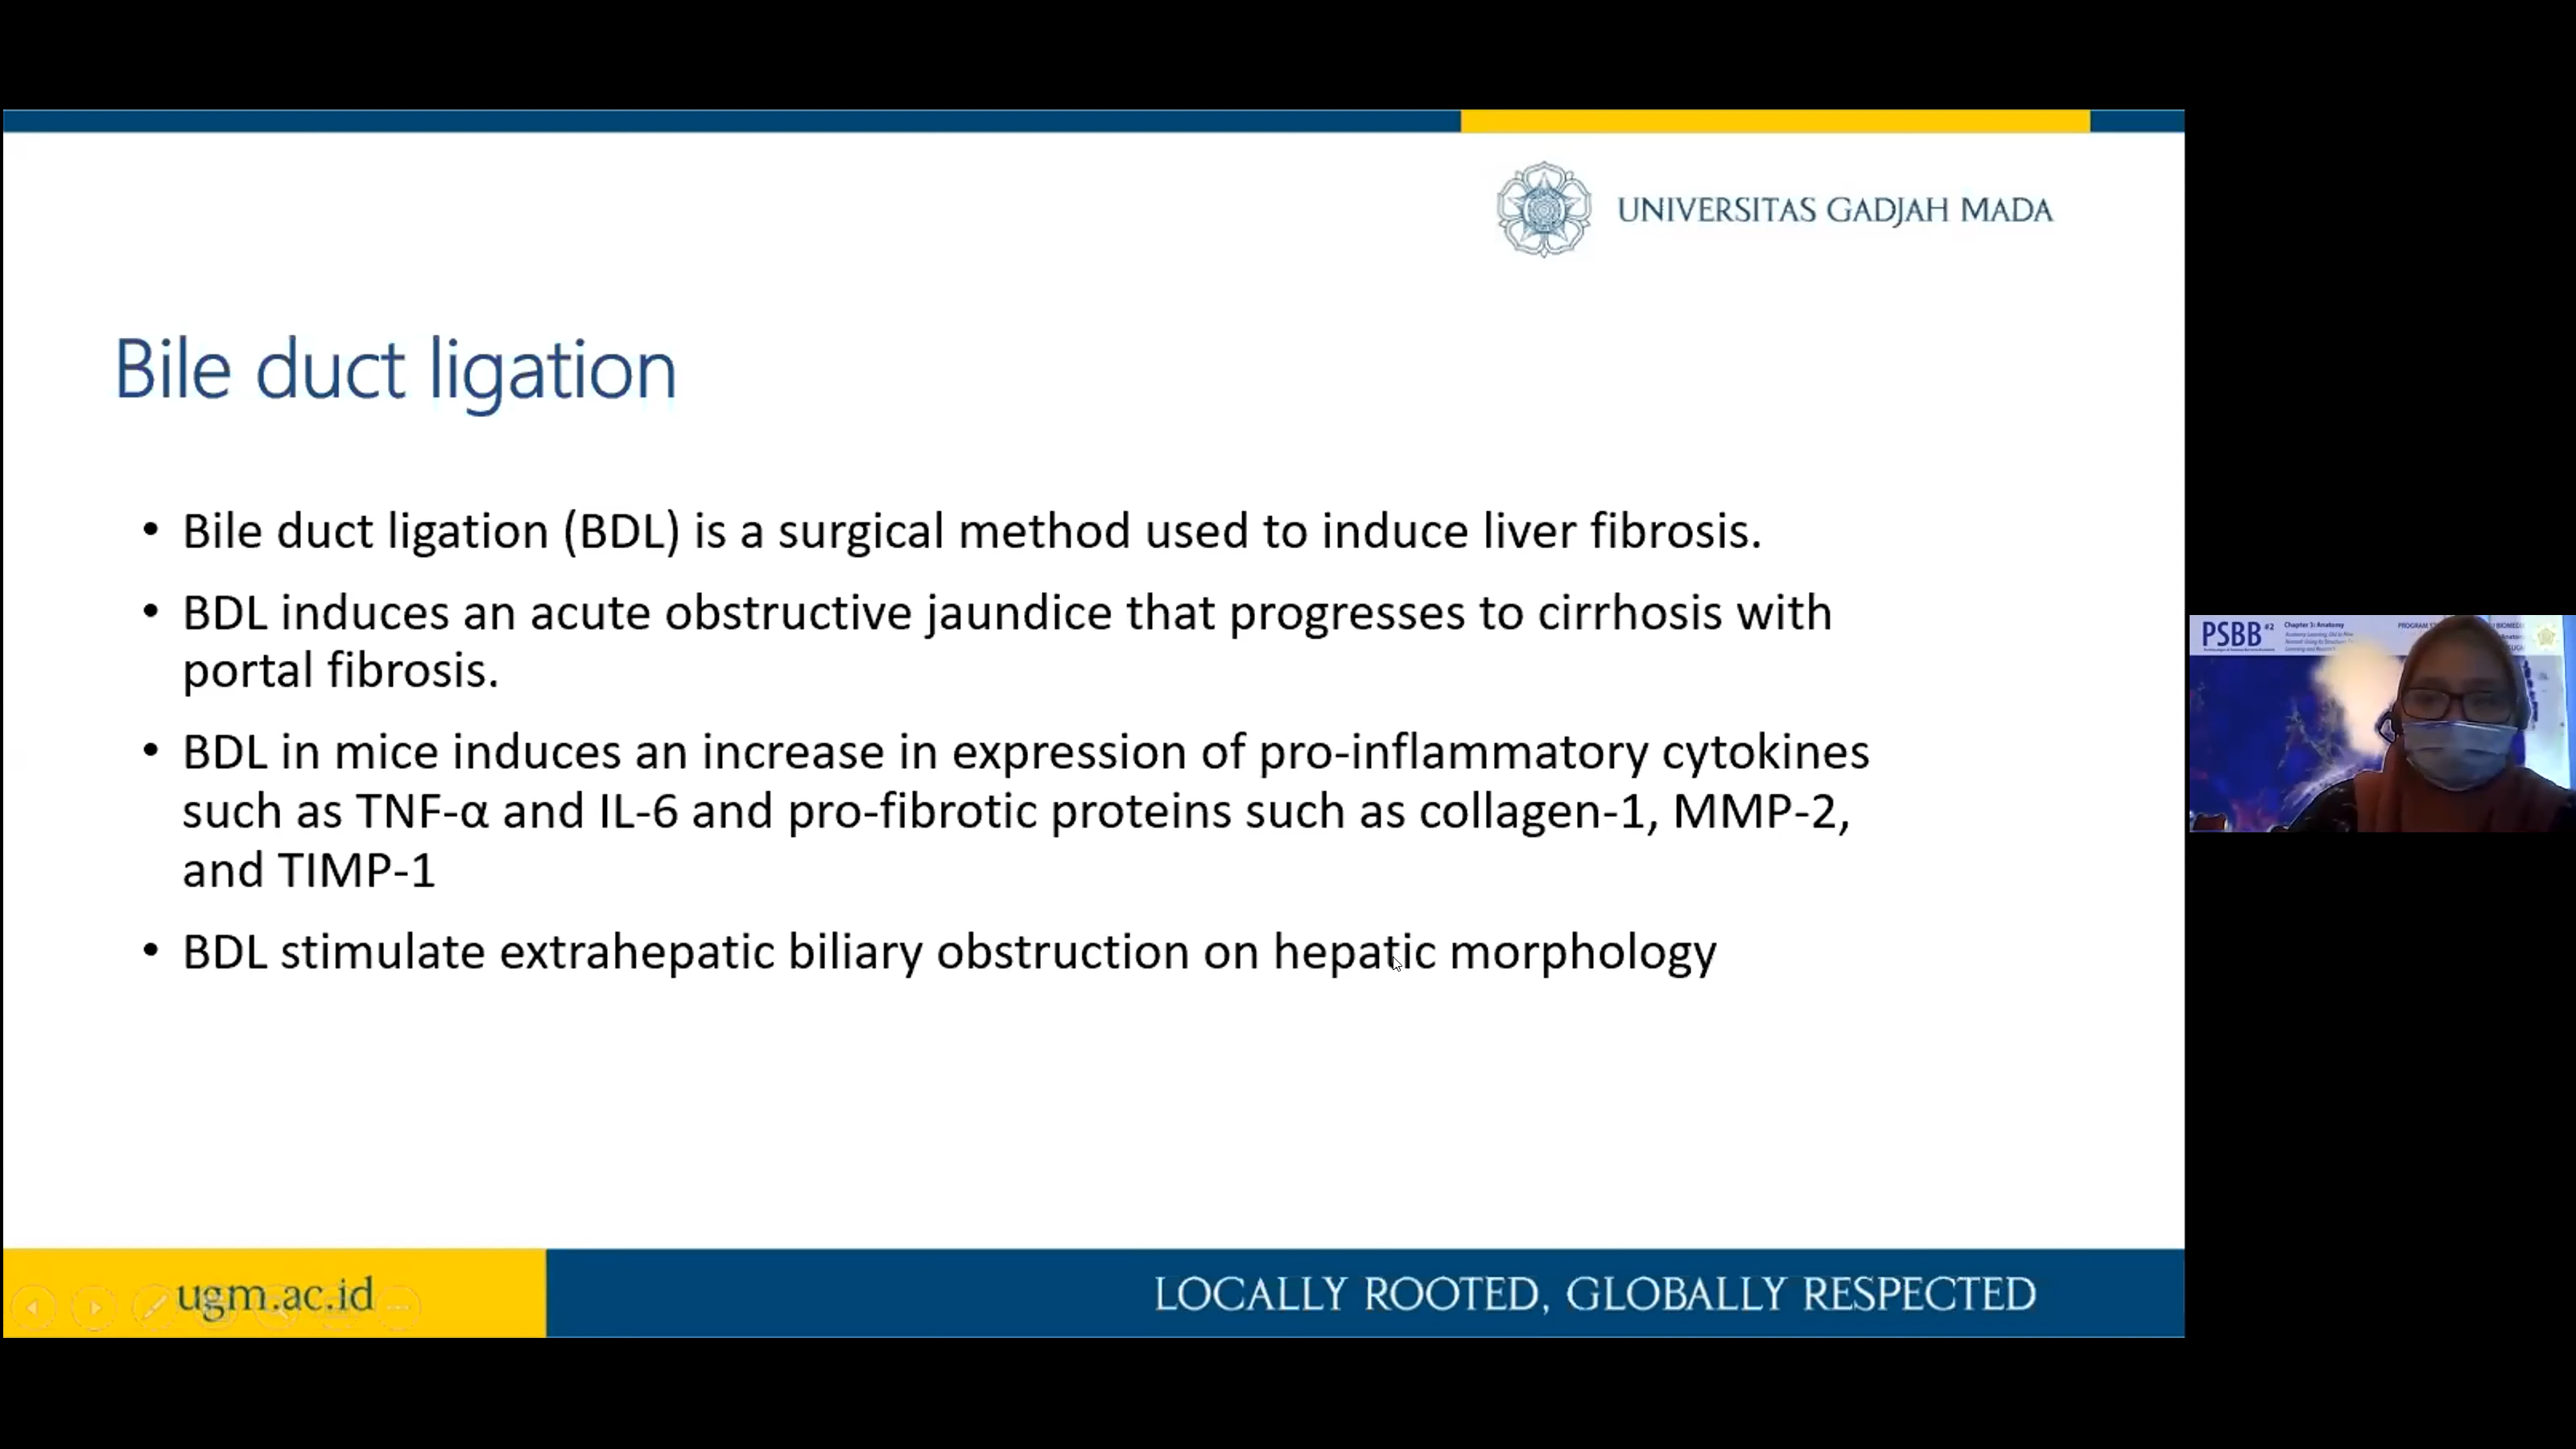 UNIVERSITAS GADJAH MADA
Bile duct ligation
• Bile duct ligation (BDL) is a surgical method used to induce liver fibrosis.
• BDL induces an acute obstructive jaundice that progresses to cirrhosis with
portal fibrosis.
• BDL in mice induces an increase in expression of pro-inflammatory cytokines
such as TNF-α and IL-6 and pro-fibrotic proteins such as collagen-1, MMP-2,
and TIMP-1
• BDL stimulate extrahepatic biliary obstruction on hepatic morphology
ugm.ac.id
LOCALLY ROOTED, GLOBALLY RESPECTED
PSBB #2
Chapter 3: Anatomy